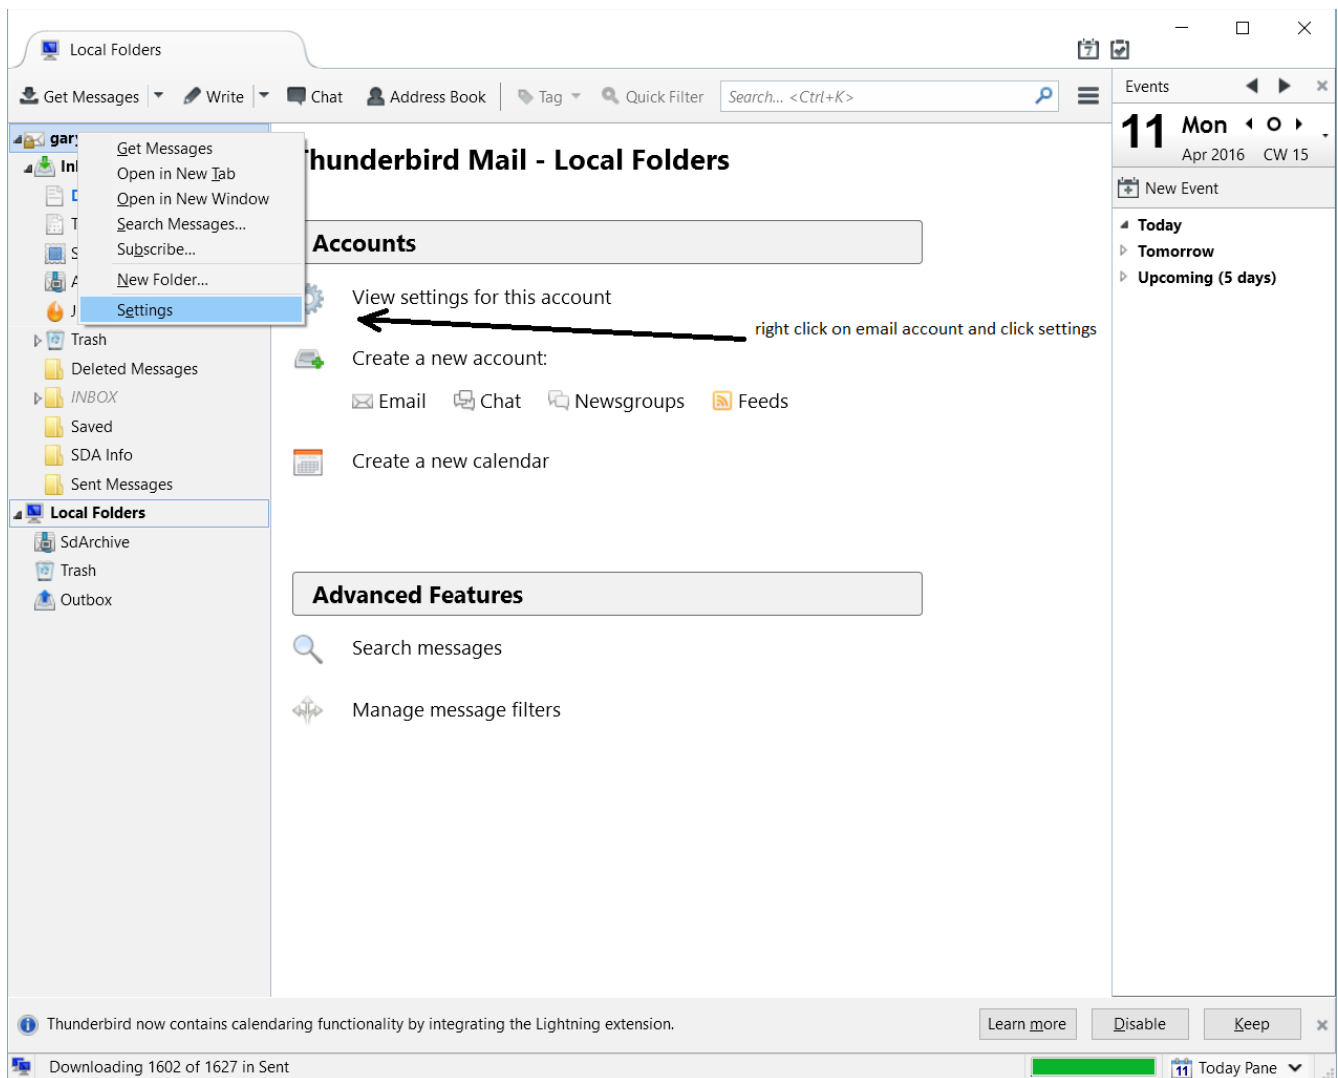 Local Folders
7
Get Messages
Write
Chat
Address Book
Tag
Quick Filter
Search... <Ctrl+K>
Events
11 Mon
Apr 2016 CW 15
New Event
Today
Tomorrow
Upcoming (5 days)
Get Messages
Open in New Tab
Open in New Window
Search Messages...
Subscribe...
New Folder...
Settings
Trash
Deleted Messages
INBOX
Saved
SDA Info
Sent Messages
Local Folders
SdArchive
Trash
Outbox
Thunderbird Mail - Local Folders
Accounts
View settings for this account
right click on email account and click settings
Create a new account:
Email Chat Newsgroups Feeds
Create a new calendar
Advanced Features
Search messages
Manage message filters
Thunderbird now contains calendaring functionality by integrating the Lightning extension.
Learn more
Disable
Keep
Downloading 1602 of 1627 in Sent
11 Today Pane